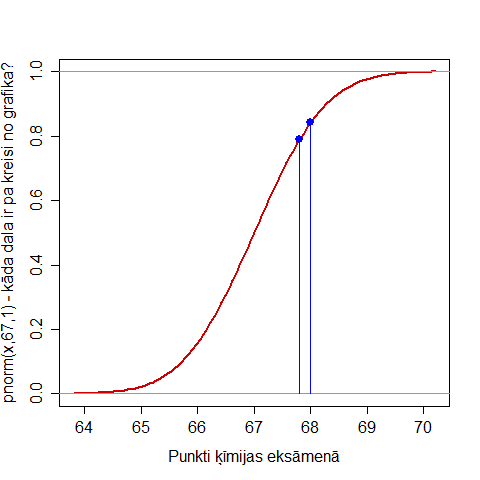 pnorm(x,67,1) - kāda daļa ir pa kreisi no grafika?
0.0 0.2 0.4 0.6 0.8 1.0
64 65 66 67 68 69 70
Punkti ķīmijas eksāmenā